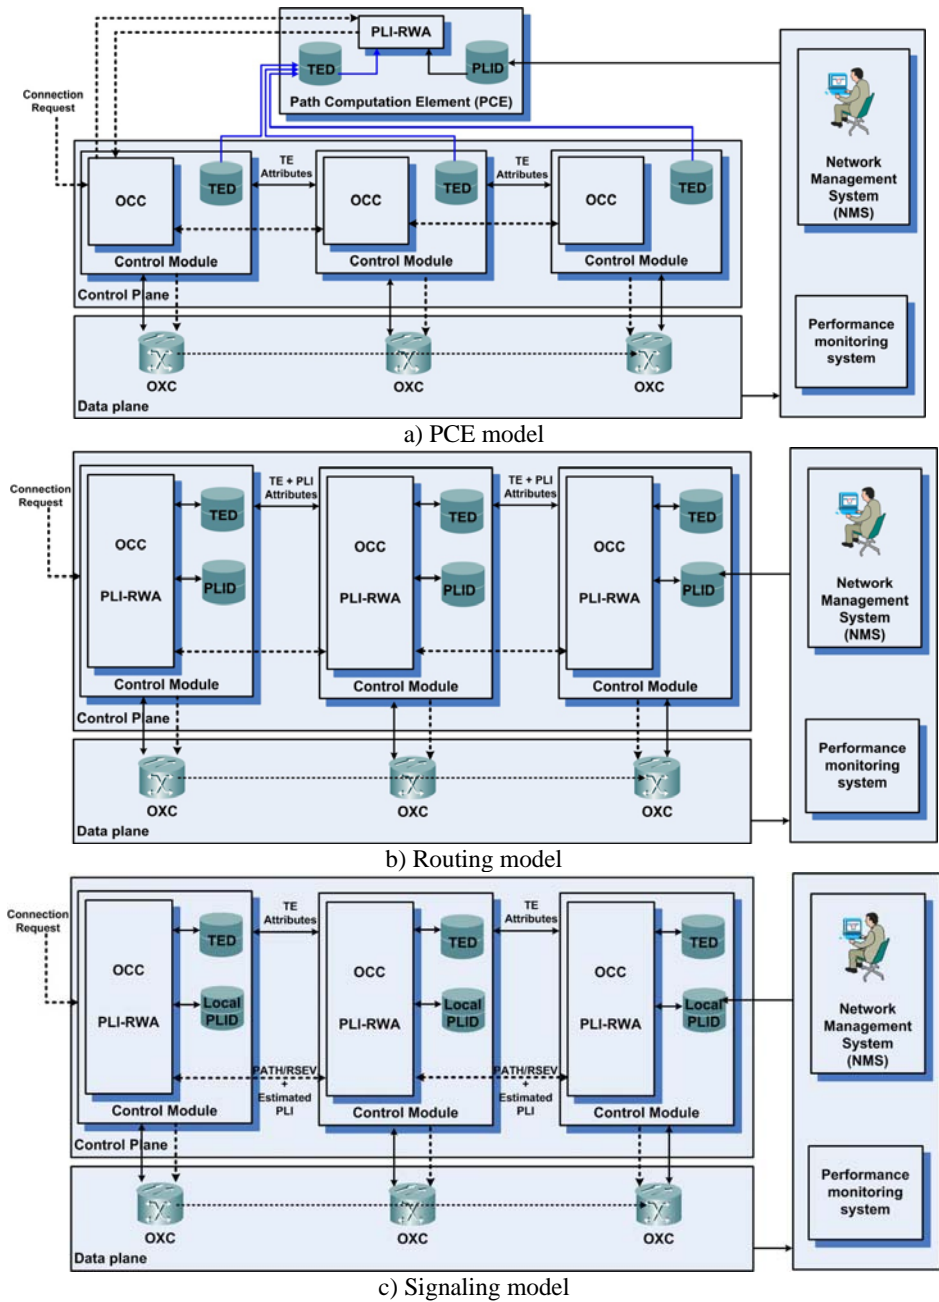 PLI-RWA
TED
PLID
Path Computation Element (PCE)
Connection
Request
OCC
TED
TE
Attributes
OCC
TED
TE
Attributes
OCC
TED
Control Module
Control Module
Control Module
Control Plane
OXC
OXC
OXC
Data plane
Network
Management
System
(NMS)
Performance
monitoring
system
a) PCE model
Connection
Request
OCC
PLI-RWA
TED
PLID
TE + PLI
Attributes
OCC
PLI-RWA
TED
PLID
TE + PLI
Attributes
OCC
PLI-RWA
TED
PLID
Control Module
Control Module
Control Module
Control Plane
OXC
OXC
OXC
Data plane
Network
Management
System
(NMS)
Performance
monitoring
system
b) Routing model
Connection
Request
OCC
PLI-RWA
TED
Local
PLID
TE
Attributes
OCC
PLI-RWA
TED
Local
PLID
TE
Attributes
OCC
PLI-RWA
TED
Local
PLID
PATH/RSEV
+
Estimated
PLI
PATH/RSEV
+
Estimated
PLI
Control Module
Control Module
Control Module
Control Plane
OXC
OXC
OXC
Data plane
Network
Management
System
(NMS)
Performance
monitoring
system
c) Signaling model